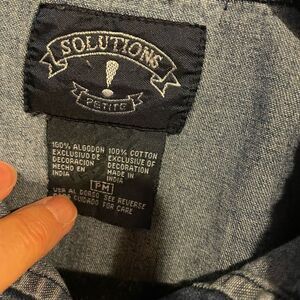 SOLUTIONS
!
PETITE
100% ALGODON 100% COTTON
EXCLUSIVO DE EXCLUSIVE OF
DECORACION DECORATION
HECHO EN MADE IN
INDIA INDIA
PM
AL DORSO SEE REVERSE
CUIDADO FOR CARE